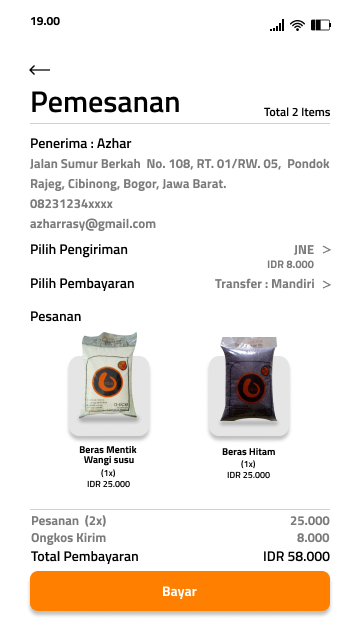 19.00
Pemesanan
Total 2 Items
Penerima : Azhar
Jalan Sumur Berkah No. 108, RT. 01/RW. 05, Pondok
Rajeg, Cibinong, Bogor, Jawa Barat.
08231234xxxx
azharrasy@gmail.com
Pilih Pengiriman JNE >
IDR 8.000
Pilih Pembayaran Transfer : Mandiri >
Pesanan
Beras Mentik
Wangi susu
(1x)
IDR 25.000
Beras Hitam
(1x)
IDR 25.000
Pesanan (2x) 25.000
Ongkos Kirim 8.000
Total Pembayaran IDR 58.000
Bayar